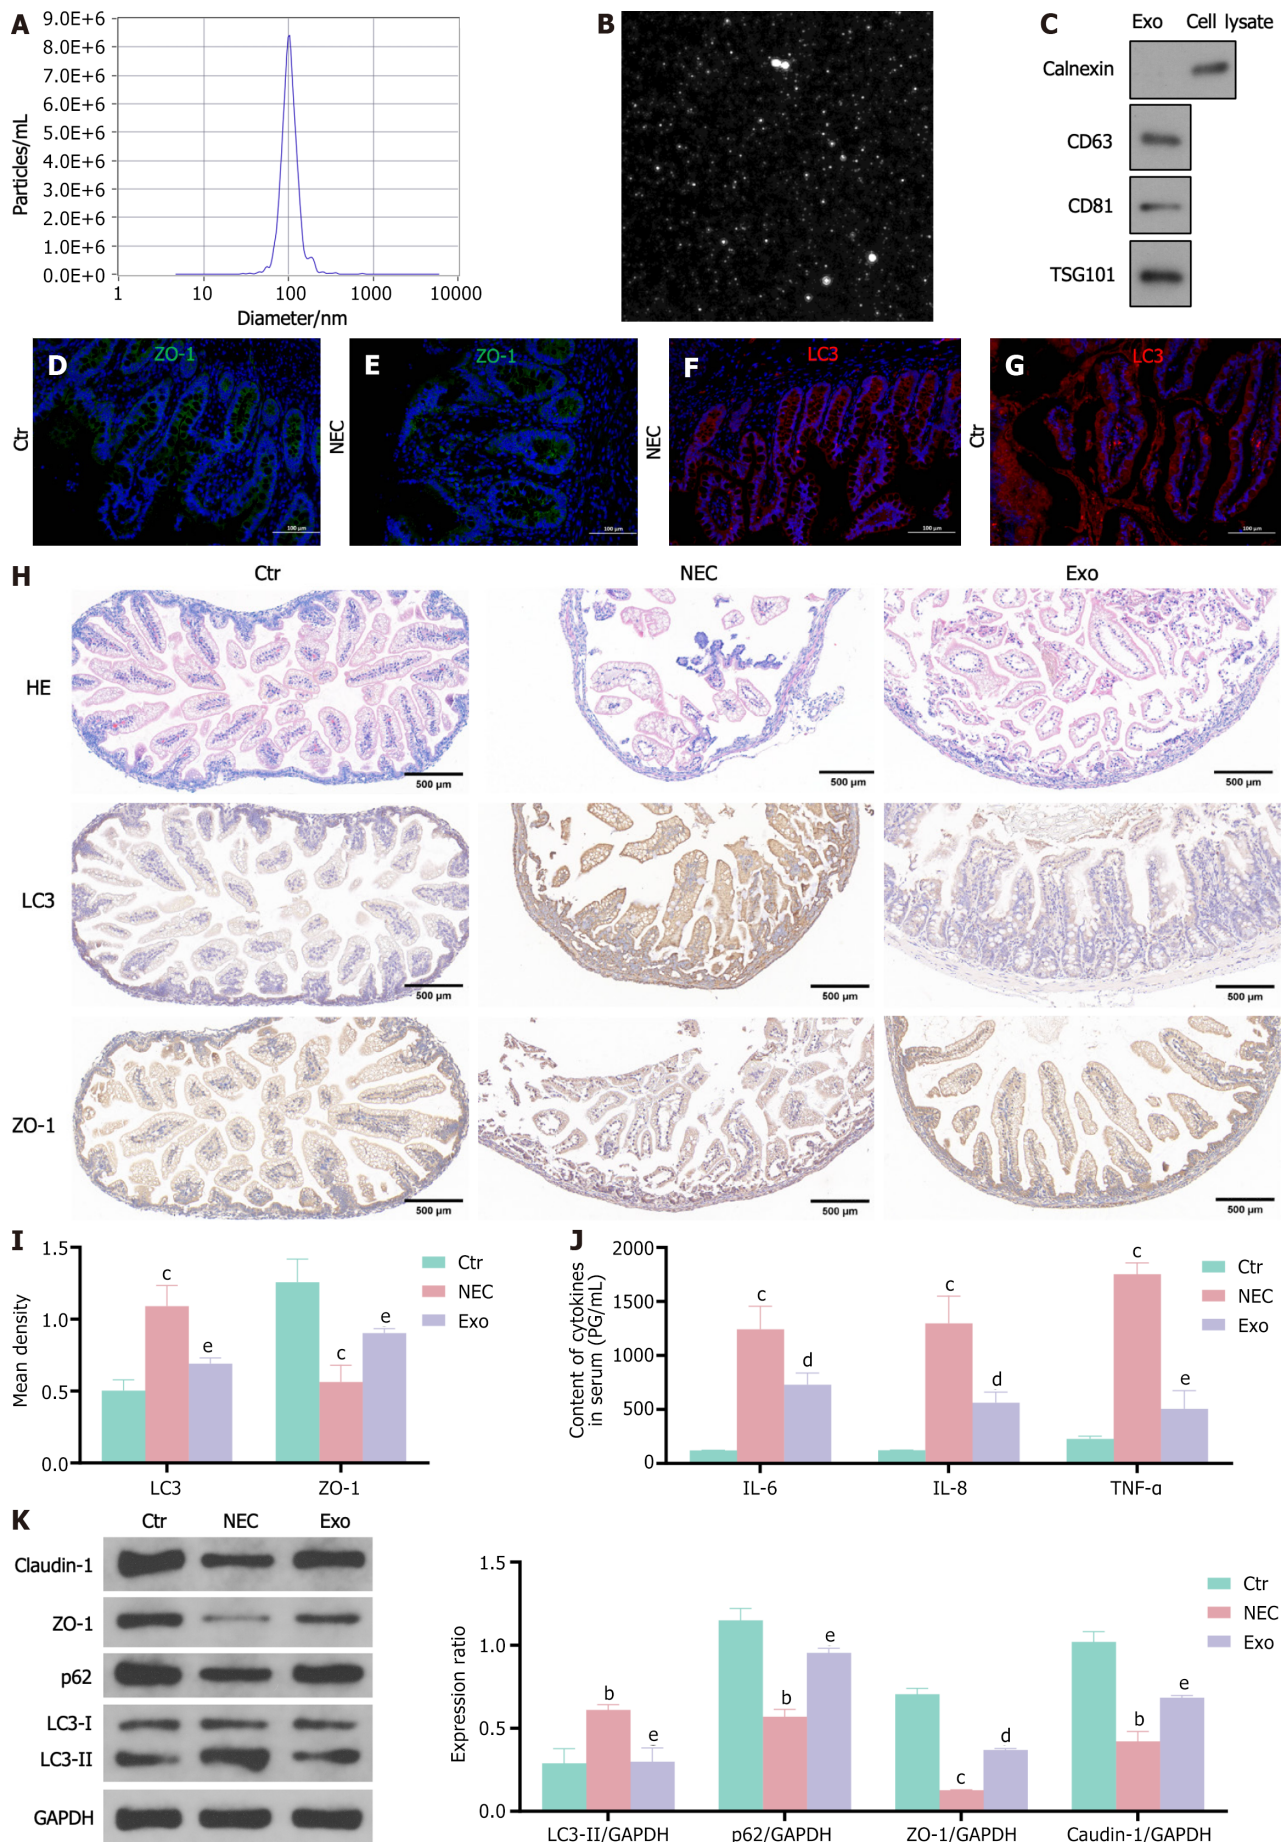 A
9.0E+6
8.0E+6
7.0E+6
6.0E+6
5.0E+6
4.0E+6
3.0E+6
2.0E+6
1.0E+6
0.0E+0
Particles/mL
1 10 100 1000 10000
Diameter/nm
B
C
Exo Cell lysate
Calnexin
CD63
CD81
TSG101
D
ZO-1
Ctr
100 μm
E
ZO-1
NEC
100 μm
F
LC3
NEC
100 μm
G
LC3
Ctr
100 μm
H
Ctr NEC Exo
HE
500 μm
500 μm
500 μm
LC3
500 μm
500 μm
500 μm
ZO-1
500 μm
500 μm
500 μm
I
1.5
1.0
0.5
0.0
Mean density
c
e
c
e
Ctr
NEC
Exo
LC3 ZO-1
J
2000
1500
1000
500
0
Content of cytokines
in serum (PG/mL)
c
d
c
d
c
e
Ctr
NEC
Exo
IL-6 IL-8 TNF-α
K
Ctr NEC Exo
Claudin-1
ZO-1
p62
LC3-I
LC3-II
GAPDH
1.5
1.0
0.5
0.0
Expression ratio
b
e
b
e
c
d
b
e
Ctr
NEC
Exo
LC3-II/GAPDH p62/GAPDH ZO-1/GAPDH Caudin-1/GAPDH